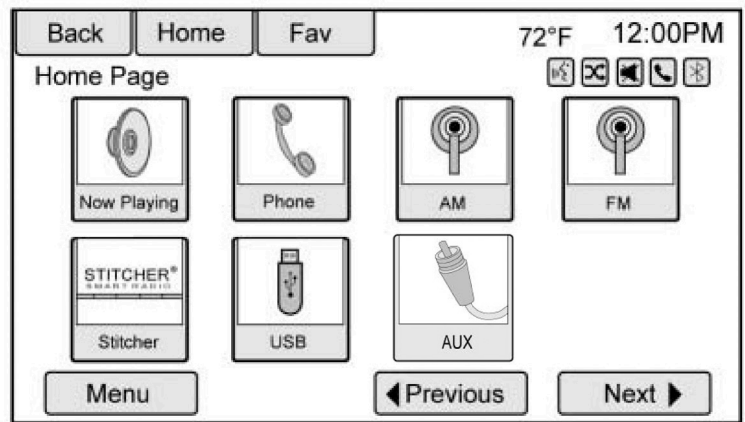 Back Home Fav 72°F 12:00PM
Home Page
Now Playing Phone AM FM
STITCHER®
SMART RADIO
Stitcher USB AUX
Menu Previous Next